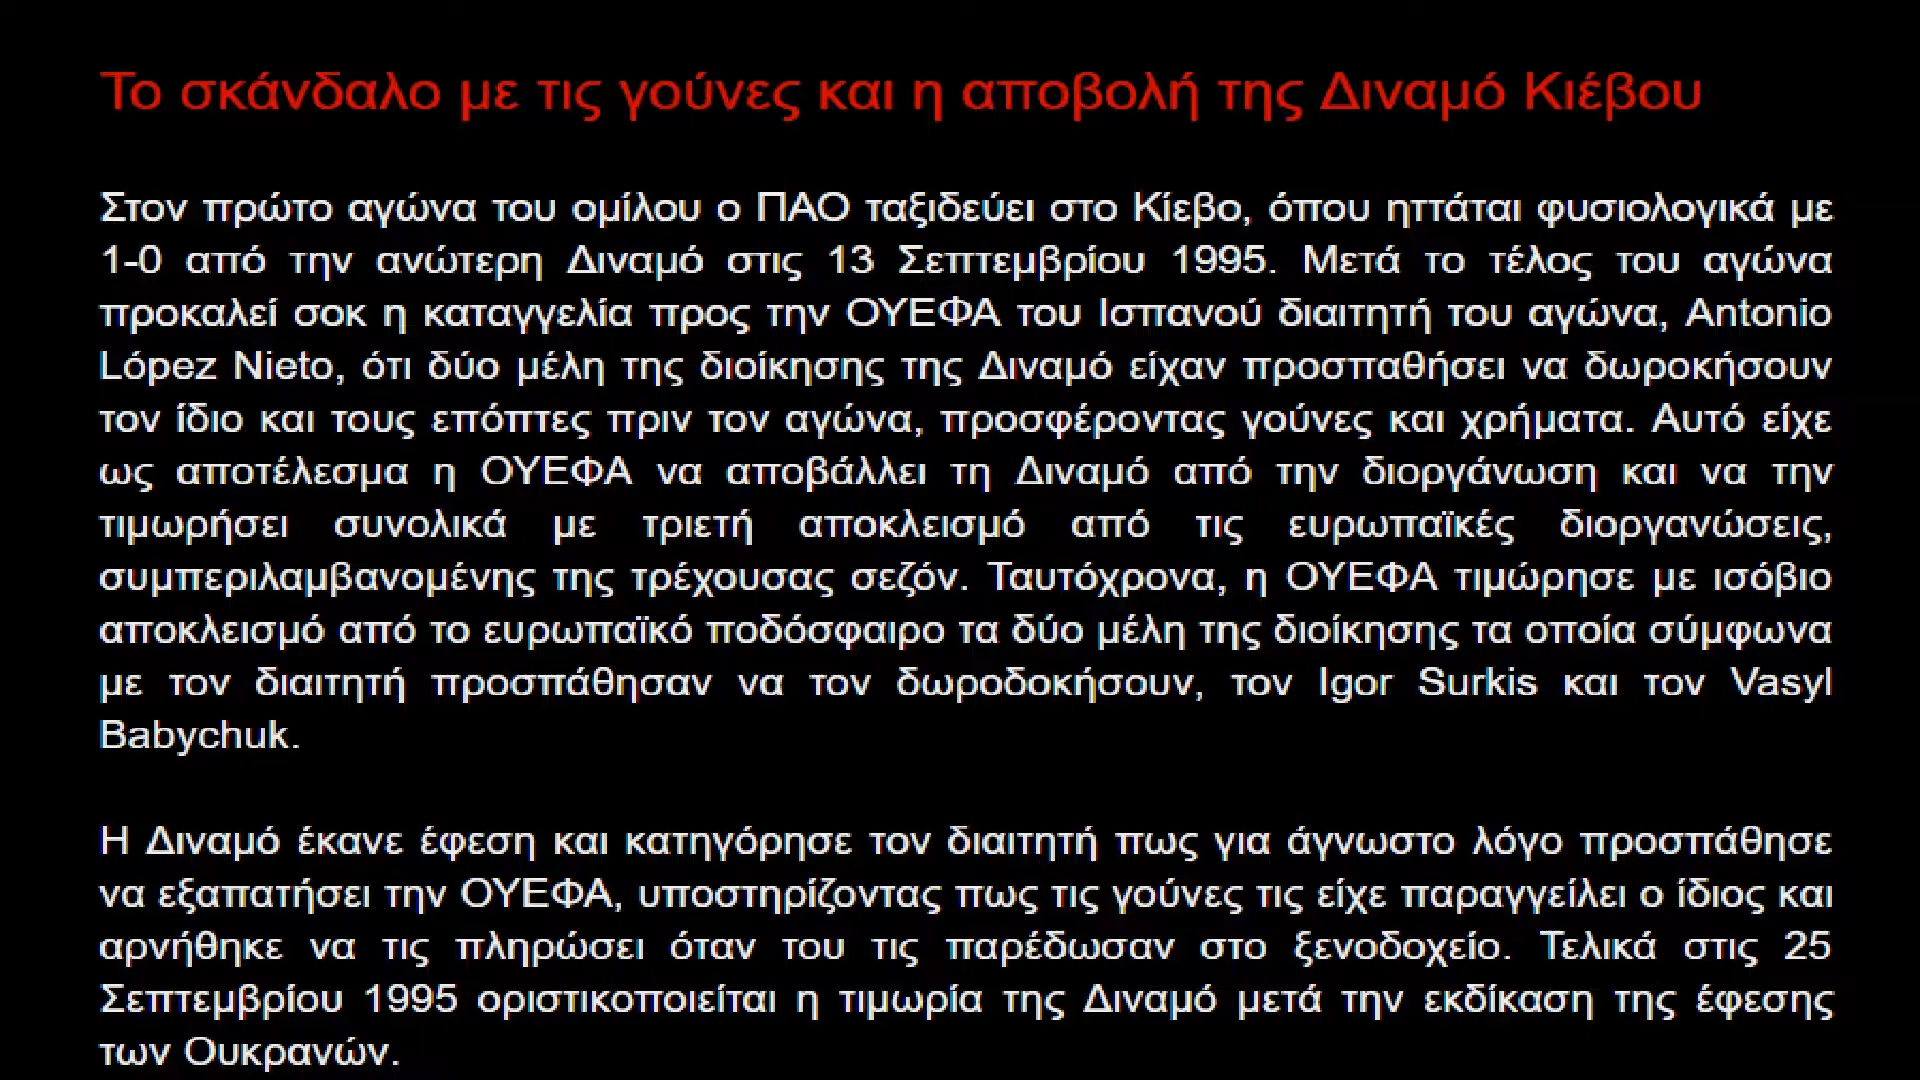 Το σκάνδαλο με τις γούνες και η αποβολή της Διναμό Κιέβου
Στον πρώτο αγώνα του ομίλου ο ΠΑΟ ταξιδεύει στο Κίεβο, όπου ηττάται φυσιολογικά με
1-0 από την ανώτερη Διναμό στις 13 Σεπτεμβρίου 1995. Μετά το τέλος του αγώνα
προκαλεί σοκ η καταγγελία προς την ΟΥΕΦΑ του Ισπανού διαιτητή του αγώνα, Antonio
López Nieto, ότι δύο μέλη της διοίκησης της Διναμό είχαν προσπαθήσει να δωροκήσουν
τον ίδιο και τους επόπτες πριν τον αγώνα, προσφέροντας γούνες και χρήματα. Αυτό είχε
ως αποτέλεσμα η ΟΥΕΦΑ να αποβάλλει τη Διναμό από την διοργάνωση και να την
τιμωρήσει συνολικά με τριετή αποκλεισμό από τις ευρωπαϊκές διοργανώσεις,
συμπεριλαμβανομένης της τρέχουσας σεζόν. Ταυτόχρονα, η ΟΥΕΦΑ τιμώρησε με ισόβιο
αποκλεισμό από το ευρωπαϊκό ποδόσφαιρο τα δύο μέλη της διοίκησης τα οποία σύμφωνα
με τον διαιτητή προσπάθησαν να τον δωροδοκήσουν, τον Igor Surkis και τον Vasyl
Babychuk.
Η Διναμό έκανε έφεση και κατηγόρησε τον διαιτητή πως για άγνωστο λόγο προσπάθησε
να εξαπατήσει την ΟΥΕΦΑ, υποστηρίζοντας πως τις γούνες τις είχε παραγγείλει ο ίδιος και
αρνήθηκε να τις πληρώσει όταν του τις παρέδωσαν στο ξενοδοχείο. Τελικά στις 25
Σεπτεμβρίου 1995 οριστικοποιείται η τιμωρία της Διναμό μετά την εκδίκαση της έφεσης
των Ουκρανών.